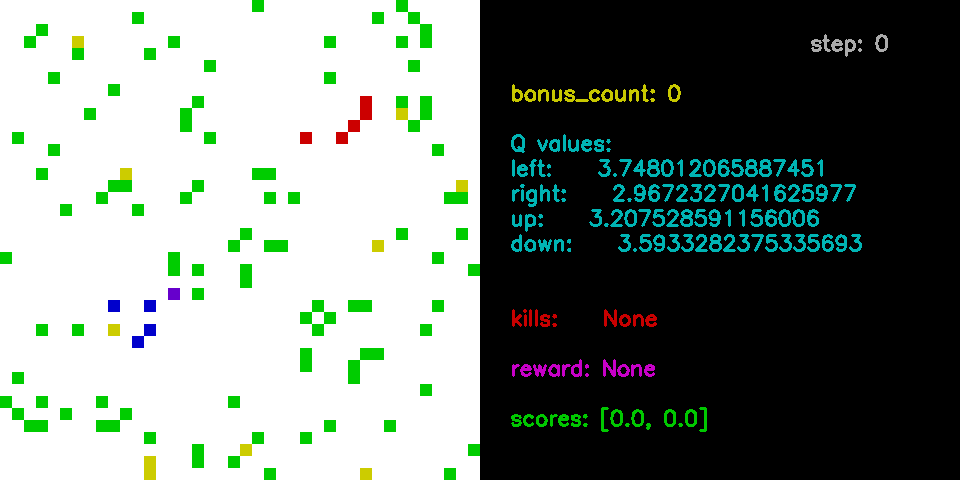 step: 0
bonus_count: 0
Q values:
left: 3.748012065887451
right: 2.9672327041625977
up: 3.207528591156006
down: 3.5933282375335693
kills: None
reward: None
scores: [0.0, 0.0]